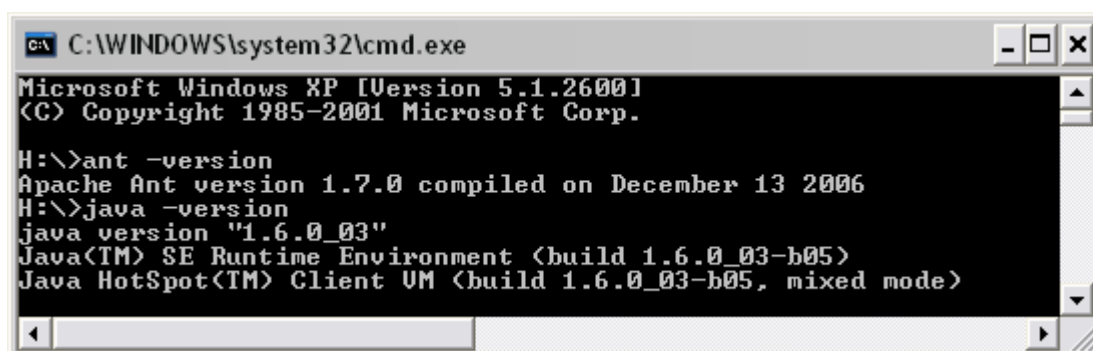 C:\WINDOWS\system32\cmd.exe
Microsoft Windows XP [Version 5.1.2600]
(C) Copyright 1985-2001 Microsoft Corp.
H:\>ant -version
Apache Ant version 1.7.0 compiled on December 13 2006
H:\>java -version
java version "1.6.0_03"
Java(TM) SE Runtime Environment (build 1.6.0_03-b05)
Java HotSpot(TM) Client VM (build 1.6.0_03-b05, mixed mode)